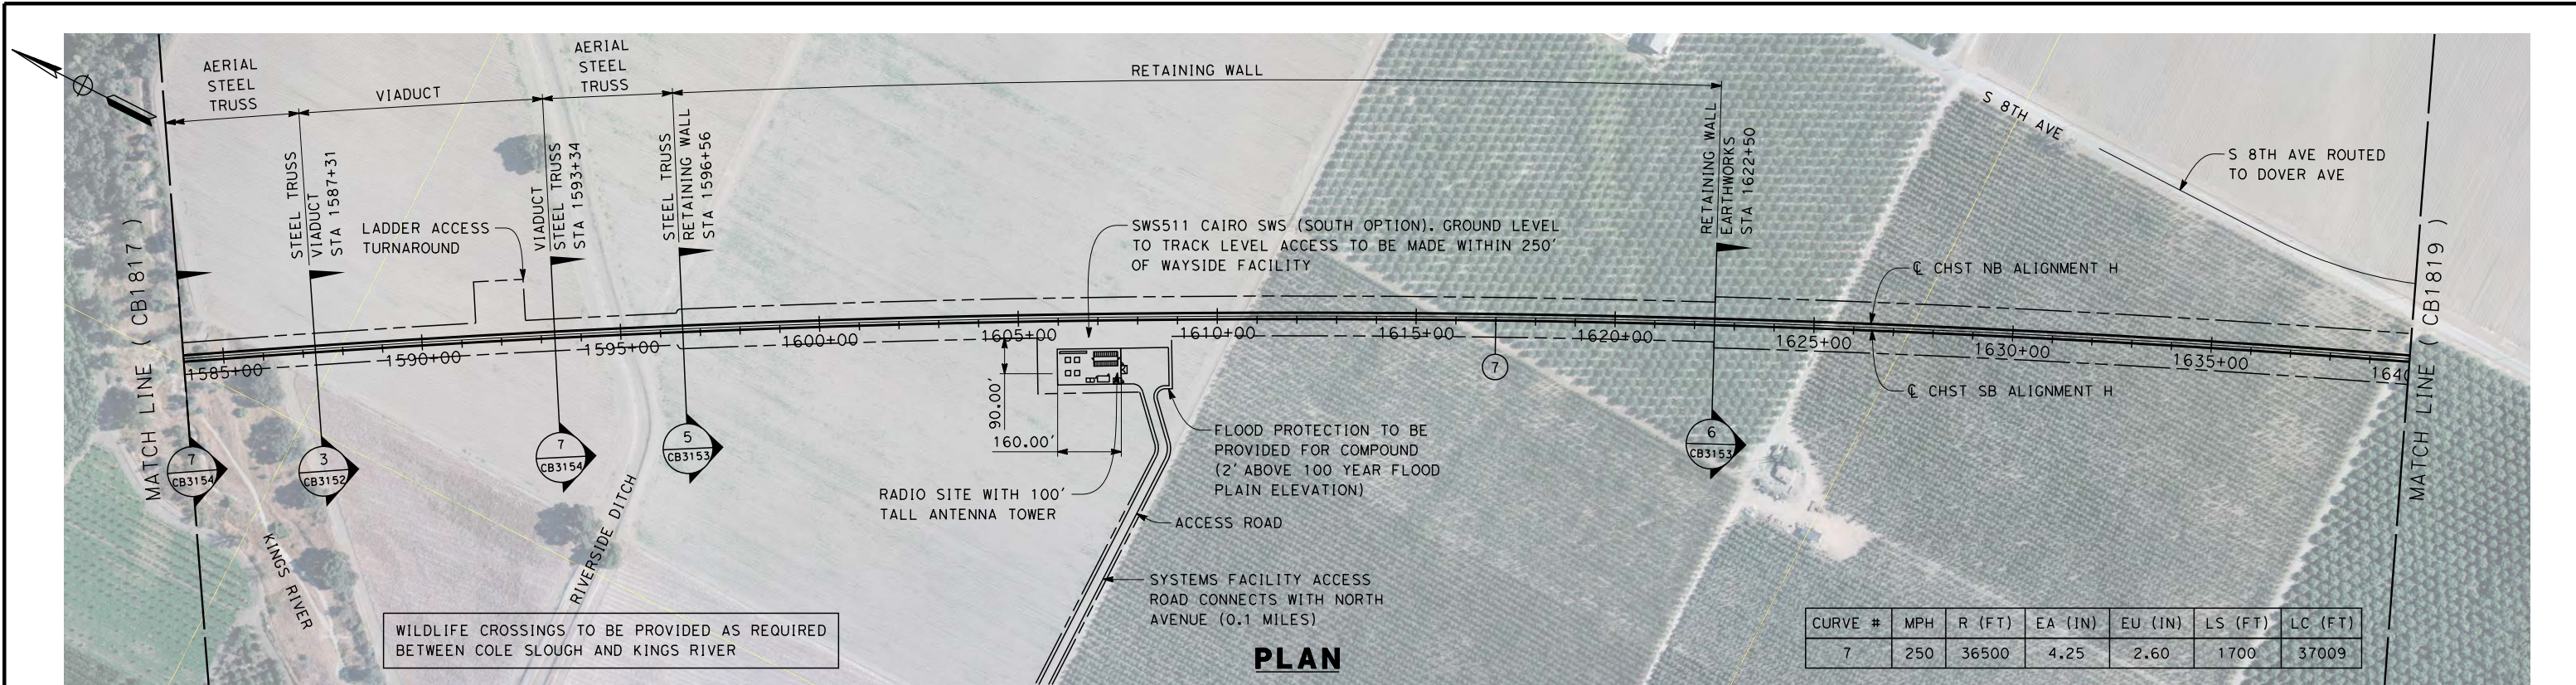 AERIAL
STEEL
TRUSS
VIADUCT
AERIAL
STEEL
TRUSS
RETAINING WALL
STEEL TRUSS
VIADUCT
STA 1587+31
LADDER ACCESS
TURNAROUND
VIADUCT
STEEL TRUSS
STA 1593+34
STEEL TRUSS
RETAINING WALL
STA 1596+56
SWS511 CAIRO SWS (SOUTH OPTION). GROUND LEVEL
TO TRACK LEVEL ACCESS TO BE MADE WITHIN 250'
OF WAYSIDE FACILITY
RETAINING WALL
EARTHWORKS
STA 1622+50
S 8TH AVE
S 8TH AVE ROUTED
TO DOVER AVE
℄ CHST NB ALIGNMENT H
MATCH LINE ( CB1817 )
1585+00
1590+00
1595+00
1600+00
1605+00
1610+00
1615+00
1620+00
1625+00
1630+00
1635+00
1640
7
℄ CHST SB ALIGNMENT H
MATCH LINE ( CB1819 )
90.00'
160.00'
7
CB3154
3
CB3152
7
CB3154
5
CB3153
6
CB3153
FLOOD PROTECTION TO BE
PROVIDED FOR COMPOUND
(2' ABOVE 100 YEAR FLOOD
PLAIN ELEVATION)
RADIO SITE WITH 100'
TALL ANTENNA TOWER
ACCESS ROAD
KINGS RIVER
RIVERSIDE DITCH
SYSTEMS FACILITY ACCESS
ROAD CONNECTS WITH NORTH
AVENUE (0.1 MILES)
WILDLIFE CROSSINGS TO BE PROVIDED AS REQUIRED
BETWEEN COLE SLOUGH AND KINGS RIVER
PLAN
CURVE # MPH R (FT) EA (IN) EU (IN) LS (FT) LC (FT)
7 250 36500 4.25 2.60 1700 37009